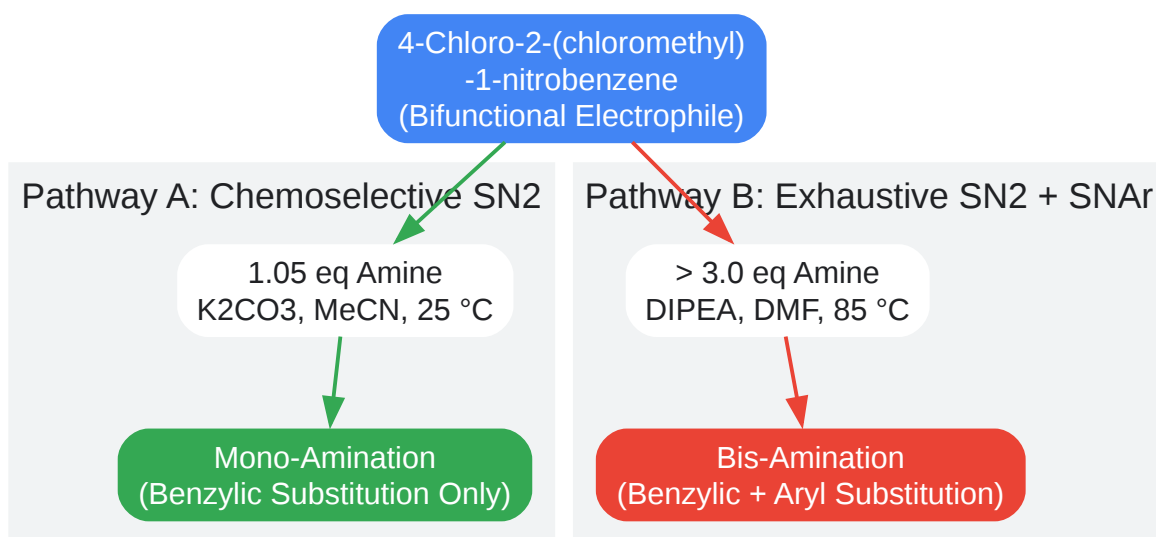 4-Chloro-2-(chloromethyl)
-1-nitrobenzene
(Bifunctional Electrophile)
Pathway A: Chemoselective SN2
1.05 eq Amine
K2CO3, MeCN, 25 °C
Mono-Amination
(Benzylic Substitution Only)
Pathway B: Exhaustive SN2 + SNAr
> 3.0 eq Amine
DIPEA, DMF, 85 °C
Bis-Amination
(Benzylic + Aryl Substitution)